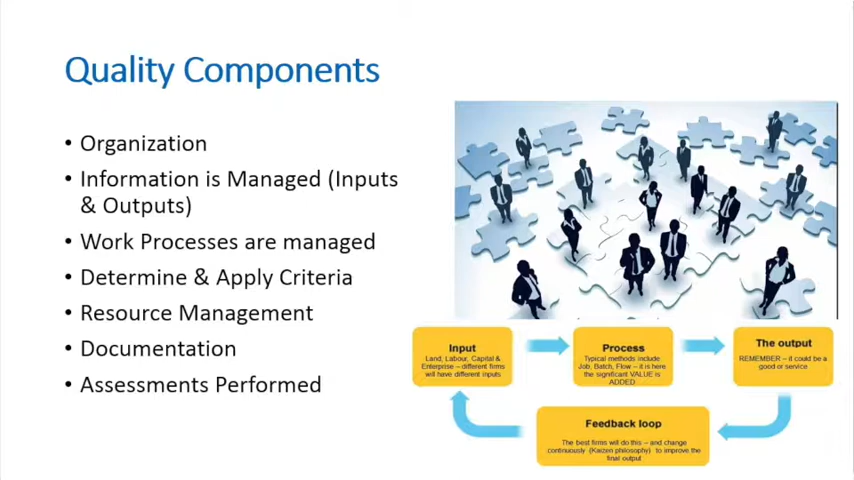 Quality Components
• Organization
• Information is Managed (Inputs
& Outputs)
• Work Processes are managed
• Determine & Apply Criteria
• Resource Management
• Documentation
• Assessments Performed
Input
Land, Labour, Capital &
Enterprise – different firms
will have different inputs
Process
Typical methods include
Job, Batch, Flow – it is here
the significant VALUE is
ADDED
The output
REMEMBER – it could be a
good or service
Feedback loop
The best firms will do this – and change
continuously (Kaizen philosophy) to improve the
final output